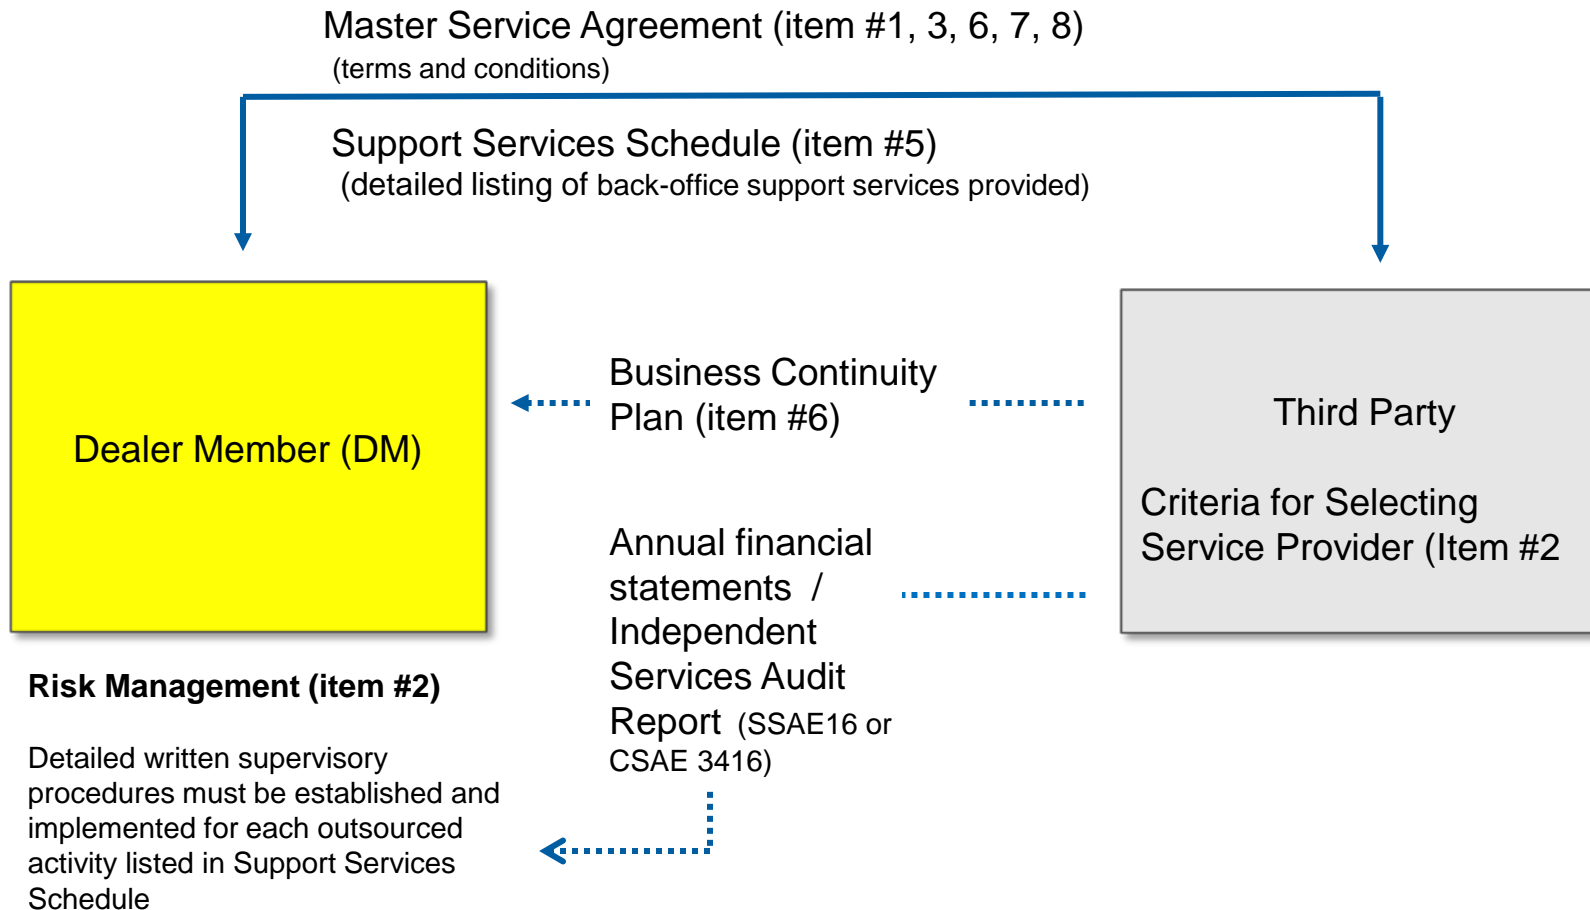 Master Service Agreement (item #1, 3, 6, 7, 8)
(terms and conditions)
Support Services Schedule (item #5)
(detailed listing of back-office support services provided)
Dealer Member (DM)
Business Continuity
Plan (item #6)
Third Party
Criteria for Selecting
Service Provider (Item #2
Annual financial
statements /
Independent
Services Audit
Report (SSAE16 or
CSAE 3416)
Risk Management (item #2)
Detailed written supervisory
procedures must be established and
implemented for each outsourced
activity listed in Support Services
Schedule